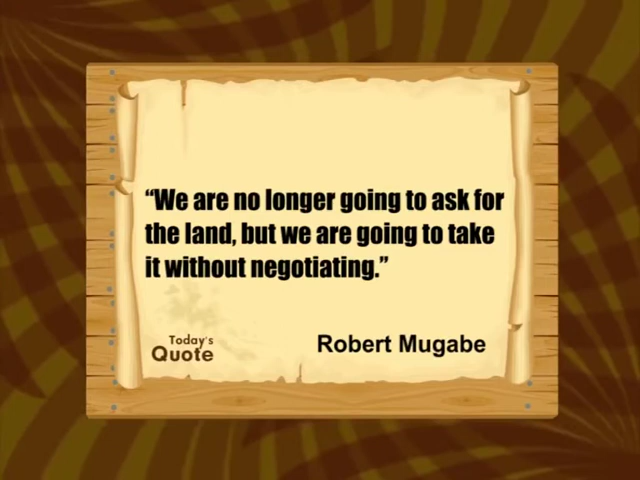 “We are no longer going to ask for
the land, but we are going to take
it without negotiating.”
Today's
Quote
Robert Mugabe